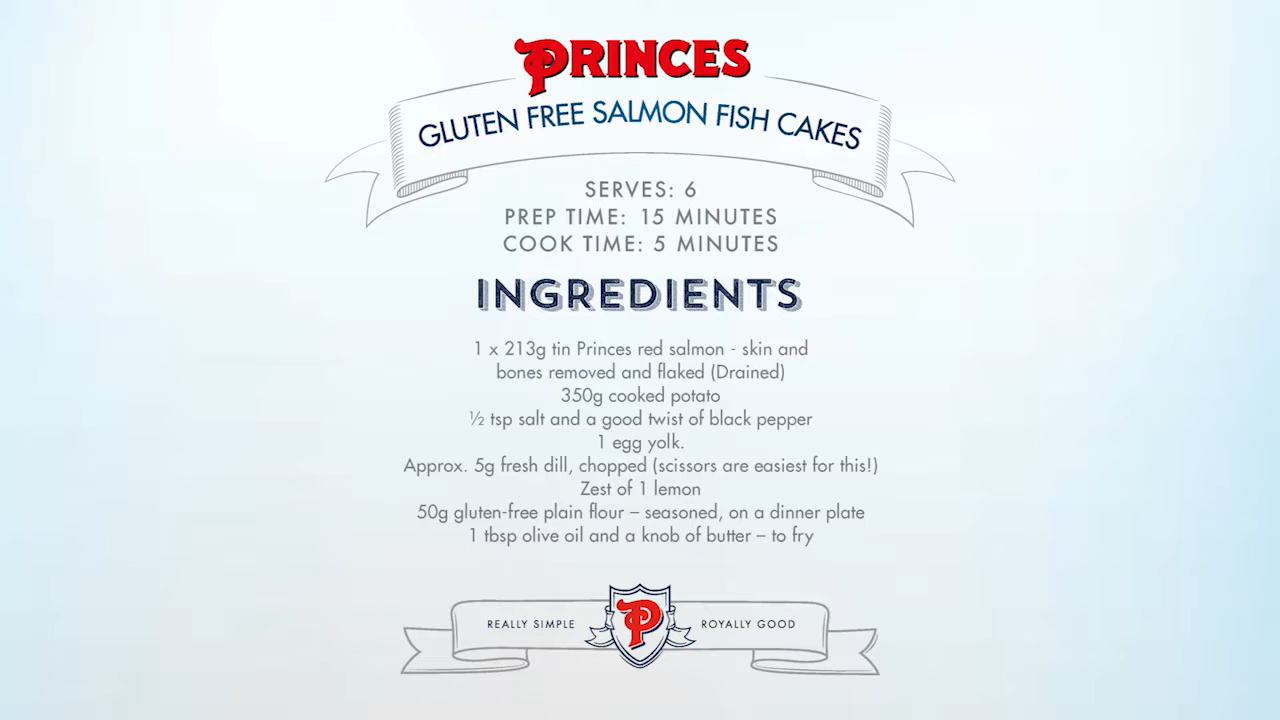 PRINCES
GLUTEN FREE SALMON FISH CAKES
SERVES: 6
PREP TIME: 15 MINUTES
COOK TIME: 5 MINUTES
INGREDIENTS
1 x 213g tin Princes red salmon - skin and
bones removed and flaked (Drained)
350g cooked potato
½ tsp salt and a good twist of black pepper
1 egg yolk.
Approx. 5g fresh dill, chopped (scissors are easiest for this!)
Zest of 1 lemon
50g gluten-free plain flour – seasoned, on a dinner plate
1 tbsp olive oil and a knob of butter – to fry
REALLY SIMPLE P ROYALLY GOOD